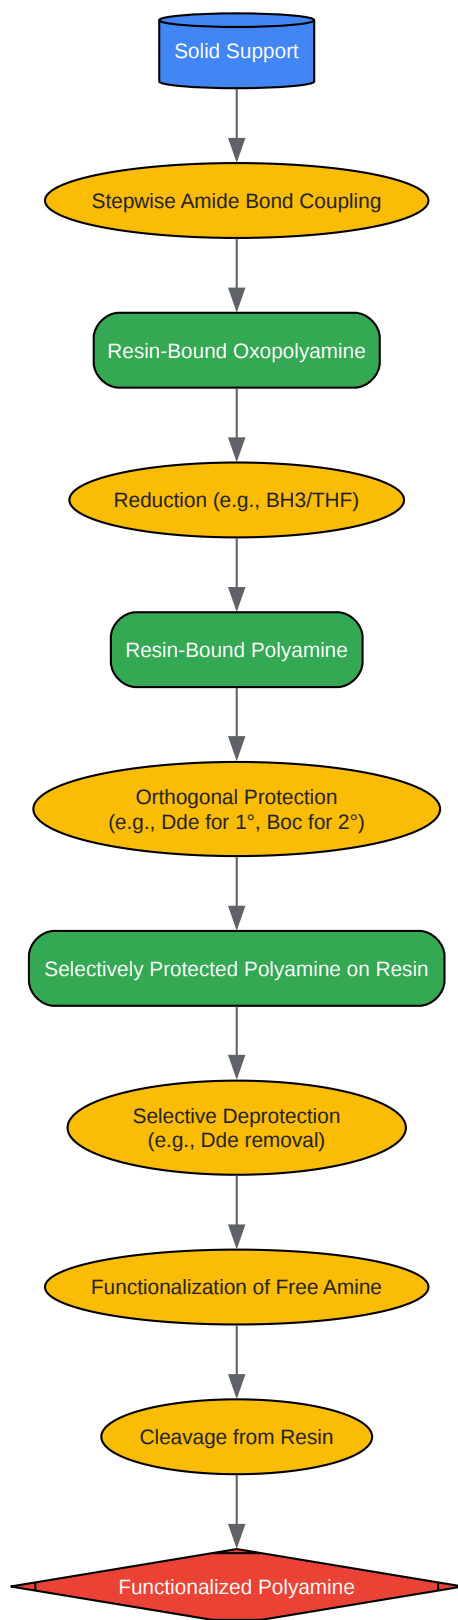 Solid Support
Stepwise Amide Bond Coupling
Resin-Bound Oxopolyamine
Reduction (e.g., BH3/THF)
Resin-Bound Polyamine
Orthogonal Protection
(e.g., Dde for 1°, Boc for 2°)
Selectively Protected Polyamine on Resin
Selective Deprotection
(e.g., Dde removal)
Functionalization of Free Amine
Cleavage from Resin
Functionalized Polyamine